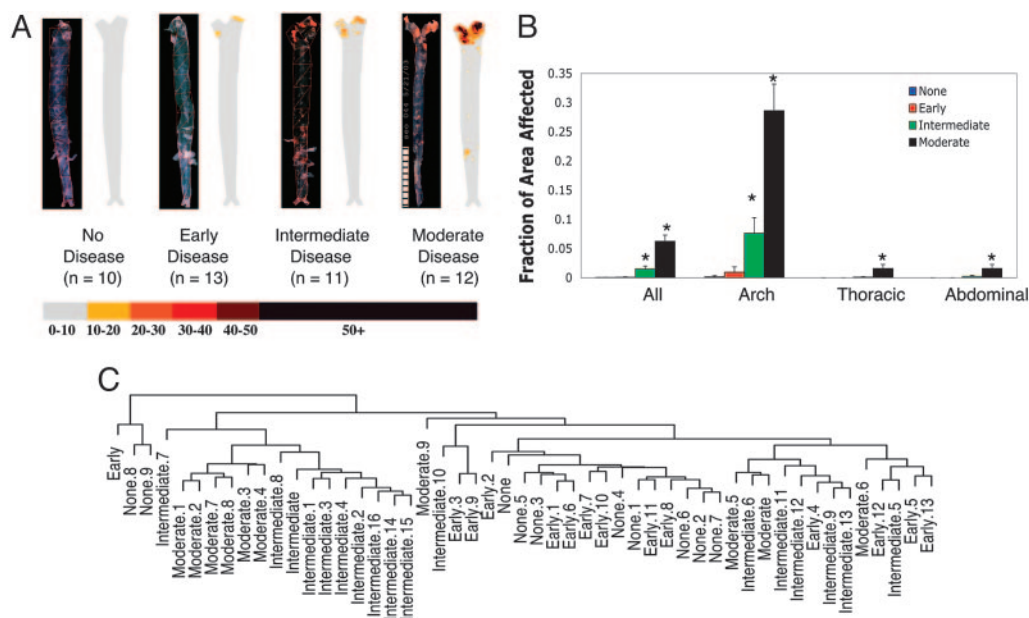 A
5/21/03
No
Disease
(n = 10)
Early
Disease
(n = 13)
Intermediate
Disease
(n = 11)
Moderate
Disease
(n = 12)
0-10 10-20 20-30 30-40 40-50 50+
B
Fraction of Area Affected
0.35
0.3
0.25
0.2
0.15
0.1
0.05
0
None
Early
Intermediate
Moderate
*
*
*
*
*
*
All Arch Thoracic Abdominal
C
Early
None.8
None.9
Intermediate.7
Moderate.1
Moderate.2
Moderate.7
Moderate.8
Moderate.3
Moderate.4
Intermediate.8
Intermediate
Intermediate.1
Intermediate.3
Intermediate.4
Intermediate.2
Intermediate.16
Intermediate.14
Intermediate.15
Moderate.9
Intermediate.10
Early.3
Early.9
Early.2
None
None.5
None.3
Early.1
Early.6
Early.7
Early.10
None.4
None.1
Early.11
Early.8
None.6
None.2
None.7
Moderate.5
Intermediate.6
Moderate
Intermediate.11
Intermediate.12
Early.4
Intermediate.9
Intermediate.13
Moderate.6
Early.12
Intermediate.5
Early.5
Early.13